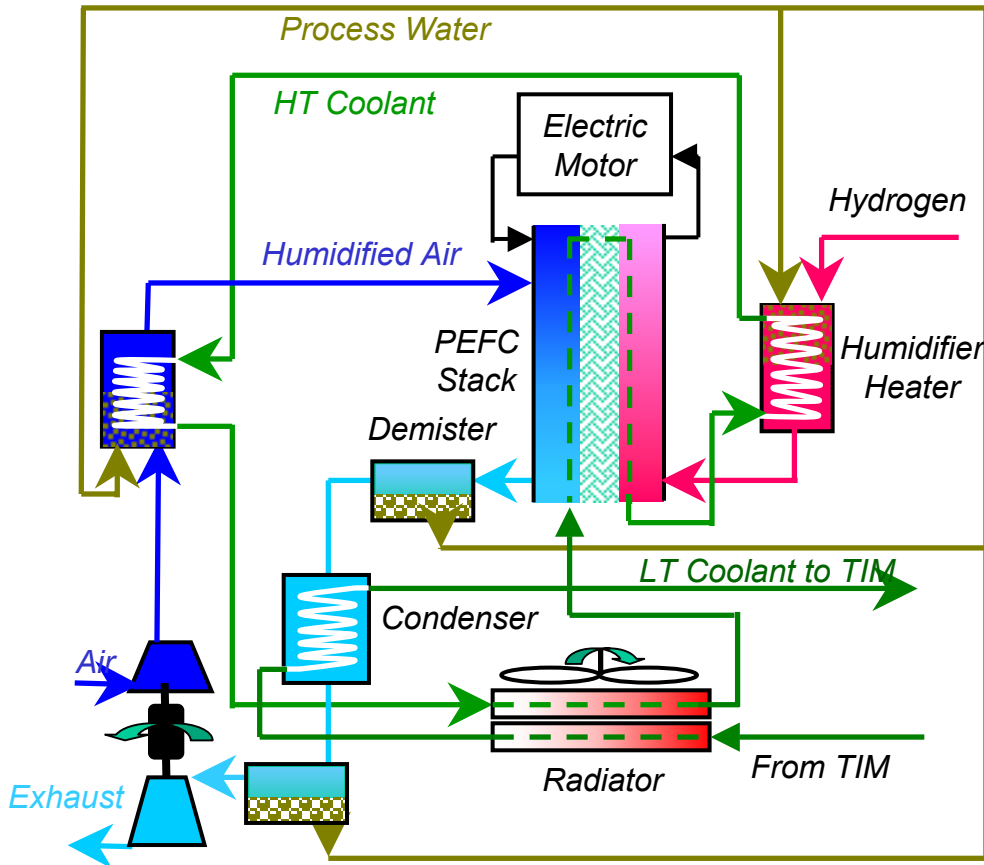 Process Water
HT Coolant
Electric
Motor
Hydrogen
Humidified Air
PEFC
Stack
Humidifier
Heater
Demister
LT Coolant to TIM
Condenser
Air
Radiator
From TIM
Exhaust